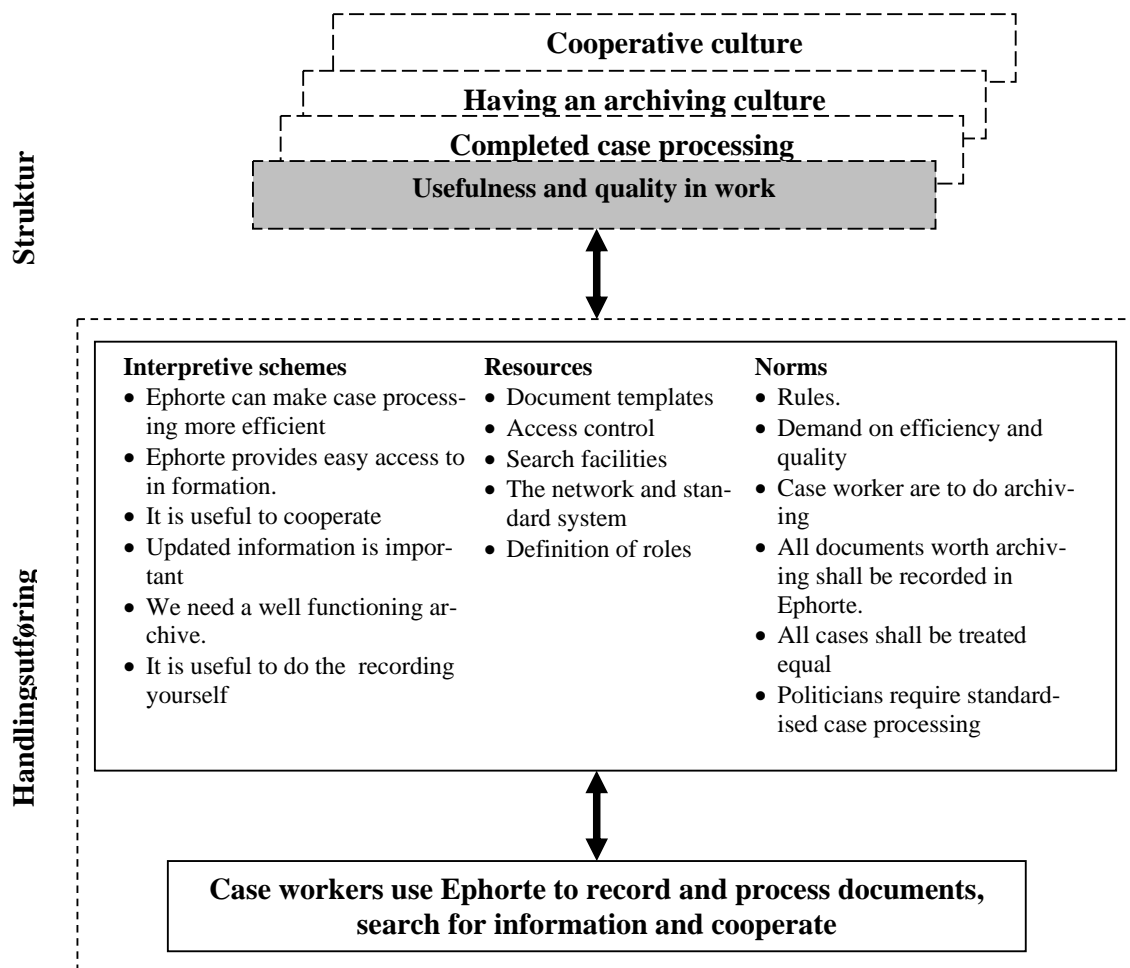 Cooperative culture
Having an archiving culture
Completed case processing
Usefulness and quality in work
Struktur
Handlingsutføring
Interpretive schemes
• Ephorte can make case process-
ing more efficient
• Ephorte provides easy access to
in formation.
• It is useful to cooperate
• Updated information is impor-
tant
• We need a well functioning ar-
chive.
• It is useful to do the recording
yourself
Resources
• Document templates
• Access control
• Search facilities
• The network and stan-
dard system
• Definition of roles
Norms
• Rules.
• Demand on efficiency and
quality
• Case worker are to do archiv-
ing
• All documents worth archiv-
ing shall be recorded in
Ephorte.
• All cases shall be treated
equal
• Politicians require standard-
ised case processing
Case workers use Ephorte to record and process documents,
search for information and cooperate